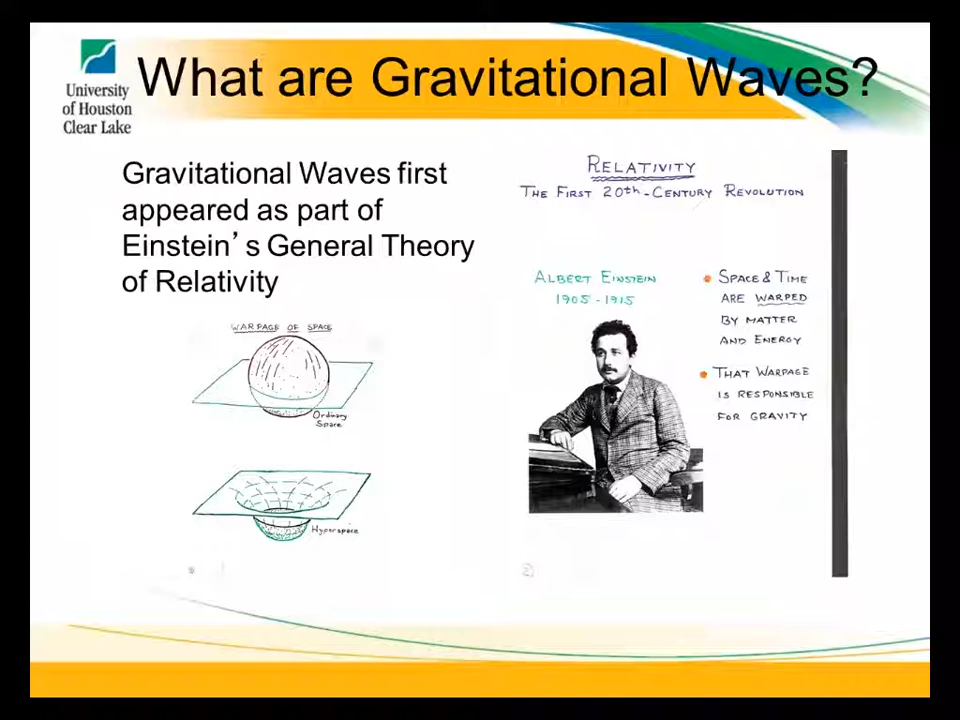 University
of Houston
Clear Lake
What are Gravitational Waves?
Gravitational Waves first
appeared as part of
Einstein's General Theory
of Relativity
WARPAGE OF SPACE
Ordinary
Space
Hyperspace
RELATIVITY
THE FIRST 20th-CENTURY REVOLUTION
ALBERT EINSTEIN
1905-1915
• SPACE & TIME
ARE WARPED
BY MATTER
AND ENERGY
• THAT WARPAGE
IS RESPONSIBLE
FOR GRAVITY